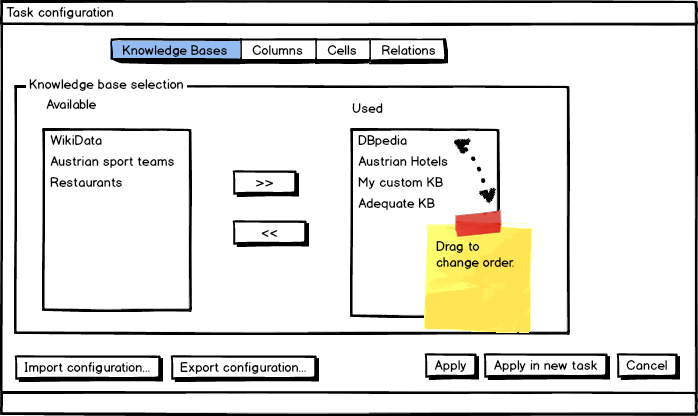 Task configuration
Knowledge Bases Columns Cells Relations
Knowledge base selection
Available
Used
WikiData
Austrian sport teams
Restaurants
>>
<<
DBpedia
Austrian Hotels
My custom KB
Adequate KB
Drag to
change order.
Import configuration... Export configuration... Apply Apply in new task Cancel